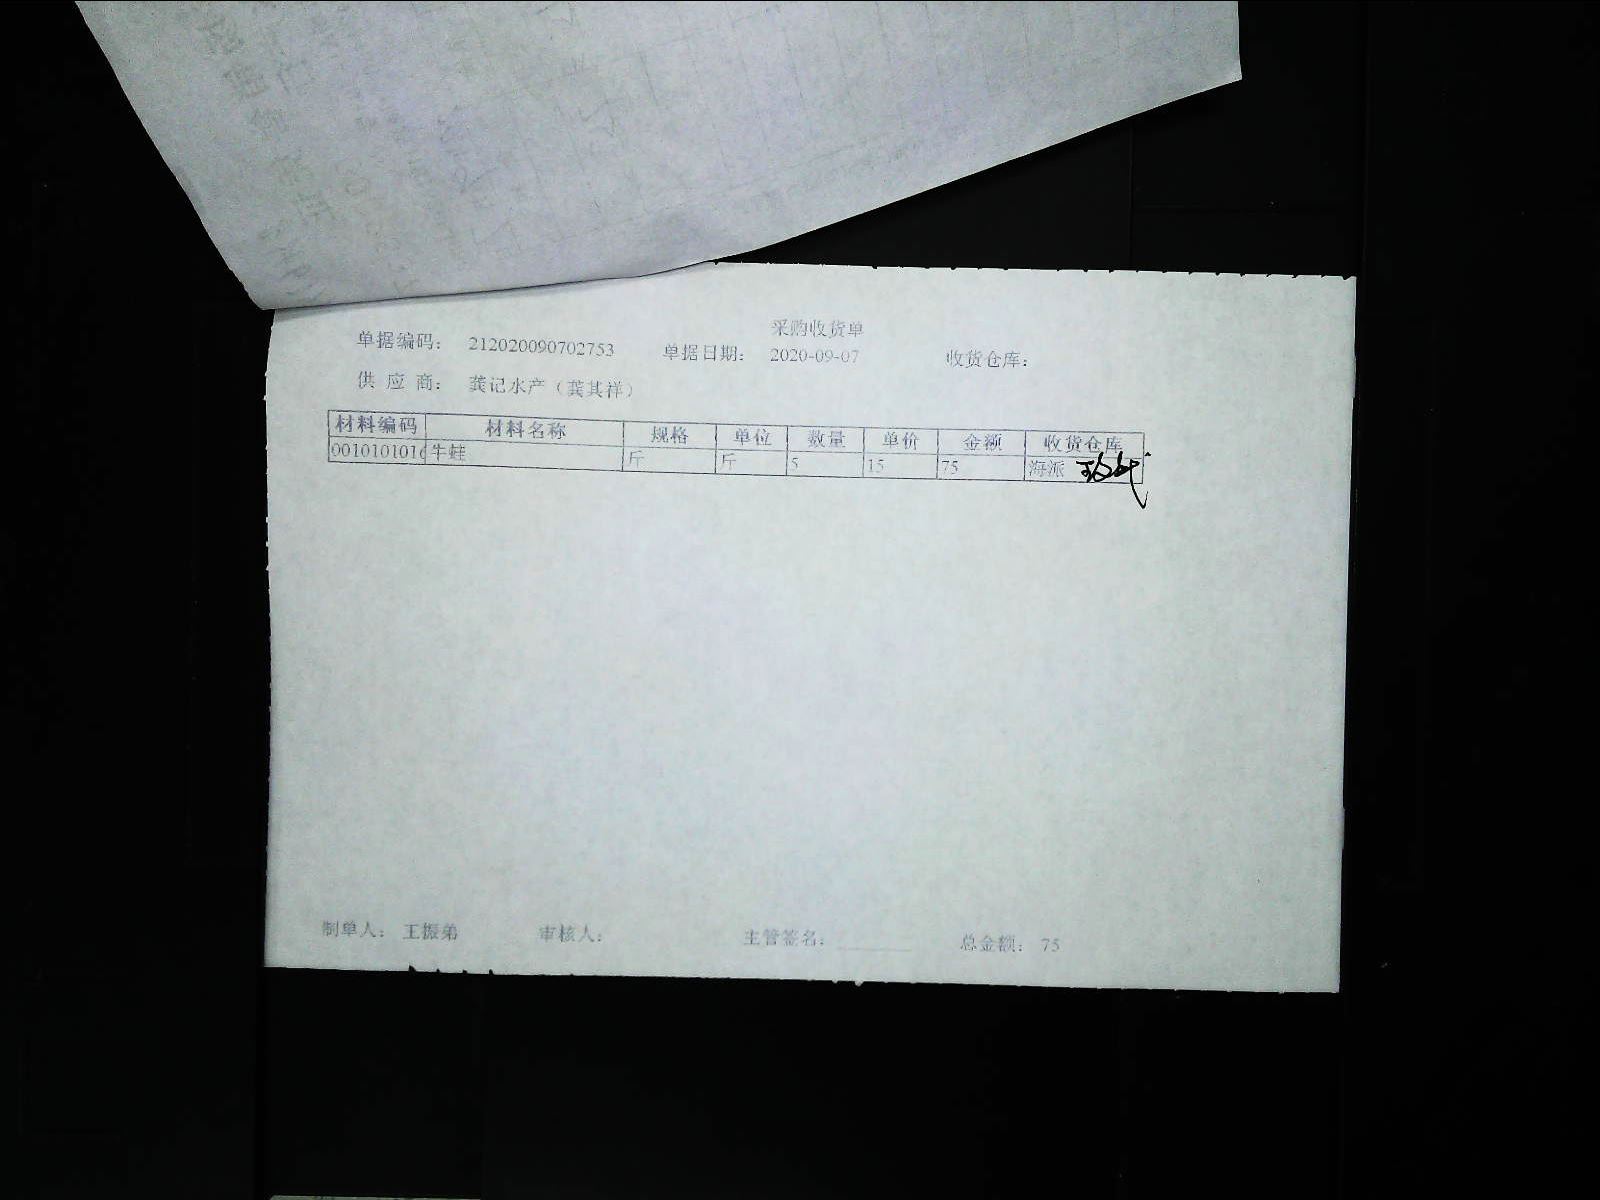 采购收货单
单据编码： 212020090702753 单据日期： 2020-09-07 收货仓库：
供 应 商： 龚记水产（龚其祥）
材料编码 材料名称 规格 单位 数量 单价 金额 收货仓库
001010101 牛蛙 斤 斤 5 15 75 海派
制单人： 王振弟 审核人： 主管签名： 总金额： 75